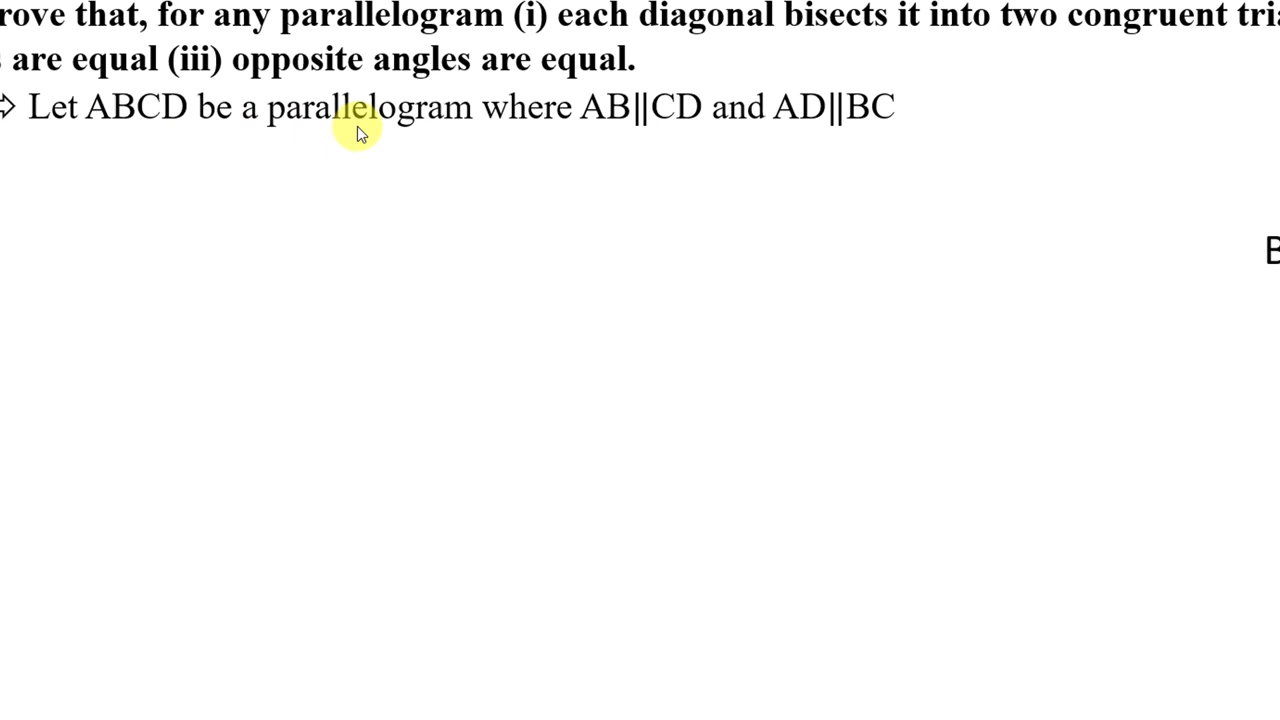 rove that, for any parallelogram (i) each diagonal bisects it into two congruent tria
s are equal (iii) opposite angles are equal.
⇨ Let ABCD be a parallelogram where AB||CD and AD||BC
B